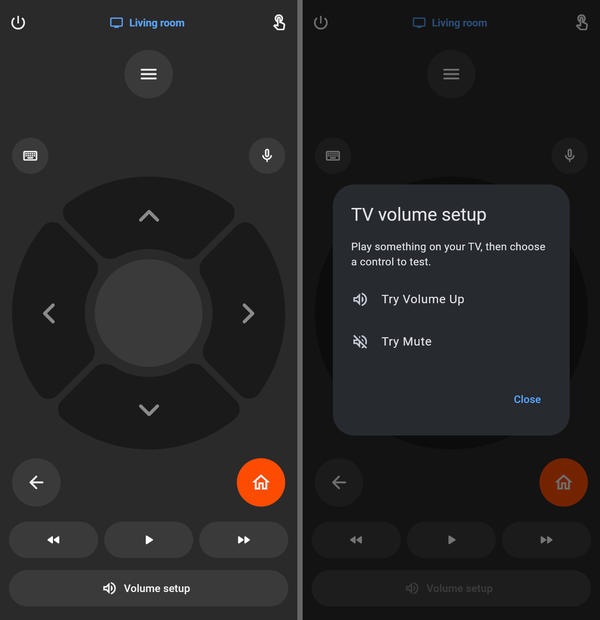 Living room
Volume setup
Living room
TV volume setup
Play something on your TV, then choose
a control to test.
Try Volume Up
Try Mute
Close
Volume setup